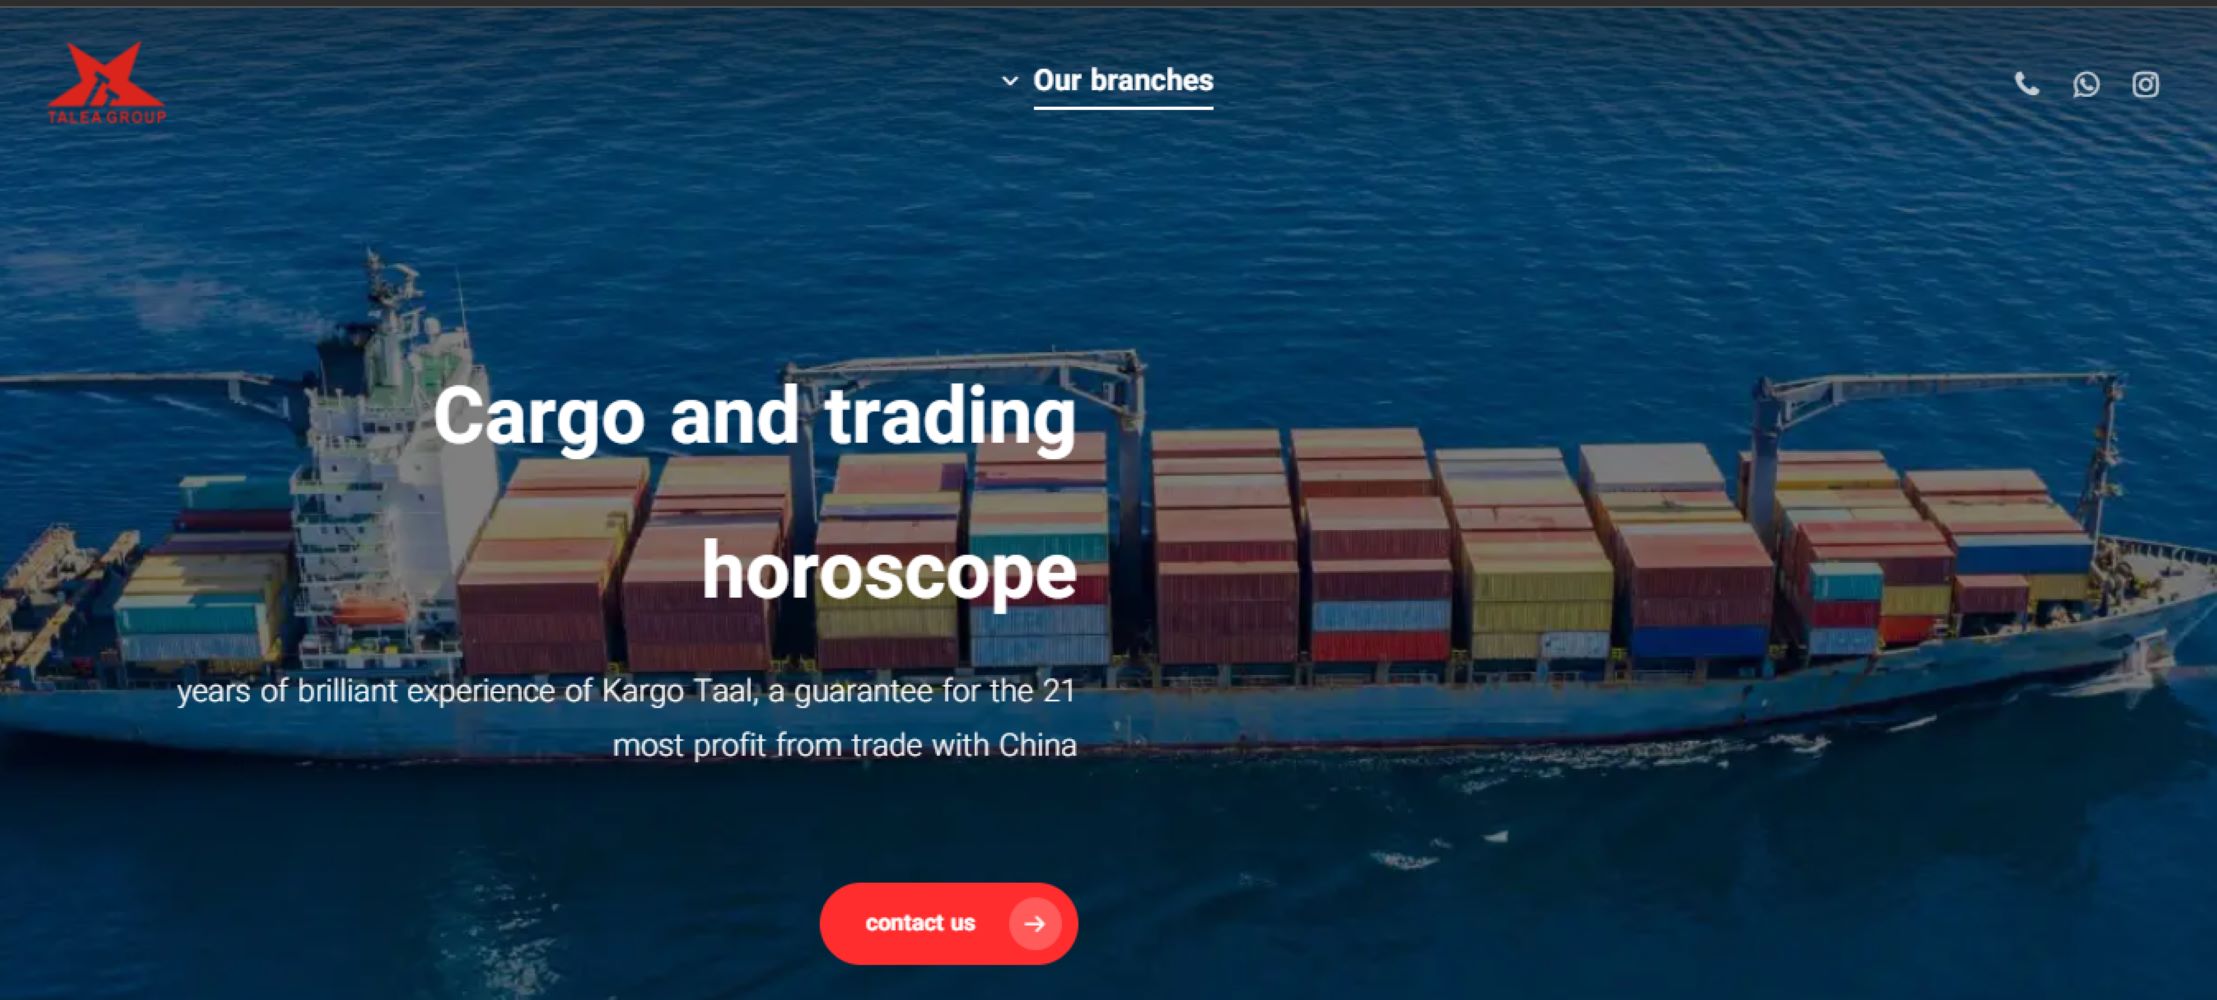 TALEA GROUP
Our branches
Cargo and trading
horoscope
years of brilliant experience of Kargo Taal, a guarantee for the 21
most profit from trade with China
contact us